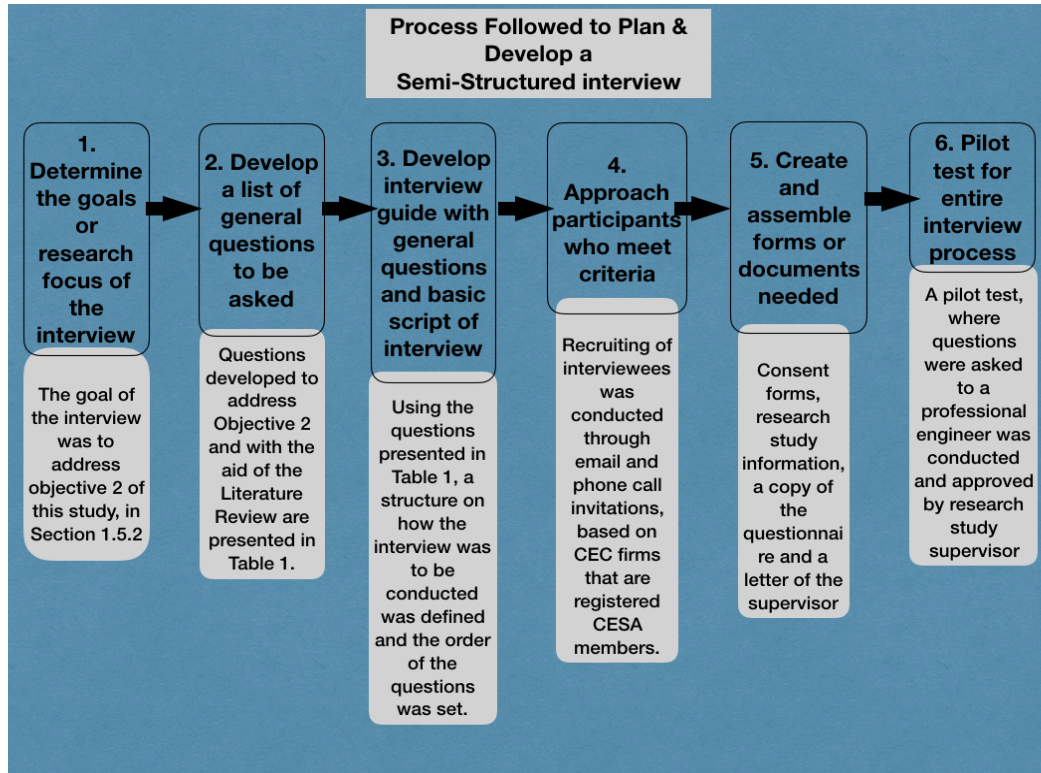 Process Followed to Plan &
Develop a
Semi-Structured interview
1.
Determine
the goals
or
research
focus of
the
interview
The goal of
the interview
was to
address
objective 2 of
this study, in
Section 1.5.2
2. Develop
a list of
general
questions
to be
asked
Questions
developed to
address
Objective 2
and with the
aid of the
Literature
Review are
presented in
Table 1.
3. Develop
interview
guide with
general
questions
and basic
script of
interview
Using the
questions
presented in
Table 1, a
structure on
how the
interview was
to be
conducted
was defined
and the order
of the
questions
was set.
4.
Approach
participants
who meet
criteria
Recruiting of
interviewees
was
conducted
through
email and
phone call
invitations,
based on
CEC firms
that are
registered
CESA
members.
5. Create
and
assemble
forms or
documents
needed
Consent
forms,
research
study
information,
a copy of
the
questionnai
re and a
letter of the
supervisor
6. Pilot
test for
entire
interview
process
A pilot test,
where
questions
were asked
to a
professional
engineer was
conducted
and approved
by research
study
supervisor